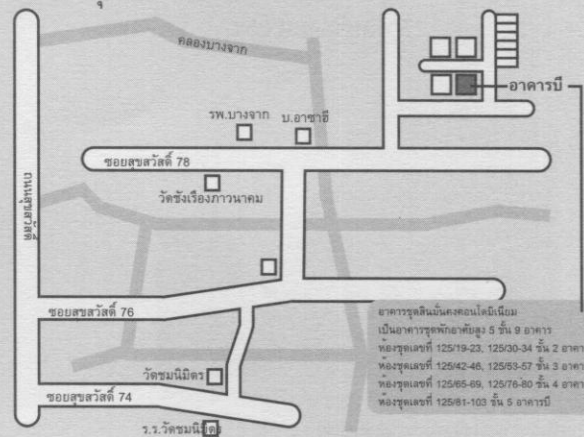 คลองบางจาก
อาคารบี
รพ.บางจาก
บ.อาซาฮี
ซอยสุขสวัสดิ์ 78
ถนนสุขสวัสดิ์
วัดชังเรืองภาวนาคม
ซอยสุขสวัสดิ์ 76
อาคารชุดสินมั่นคงคอนโดมิเนียม
เป็นอาคารชุดพักอาศัยสูง 5 ชั้น 9 อาคาร
ห้องชุดเลขที่ 125/19-23, 125/30-34 ชั้น 2 อาคา
ห้องชุดเลขที่ 125/42-46, 125/53-57 ชั้น 3 อาคา
ห้องชุดเลขที่ 125/65-69, 125/76-80 ชั้น 4 อาคา
ห้องชุดเลขที่ 125/81-103 ชั้น 5 อาคารบี
วัดชมนิมิตร
ซอยสุขสวัสดิ์ 74
ร.ร.วัดชมนิมิตร